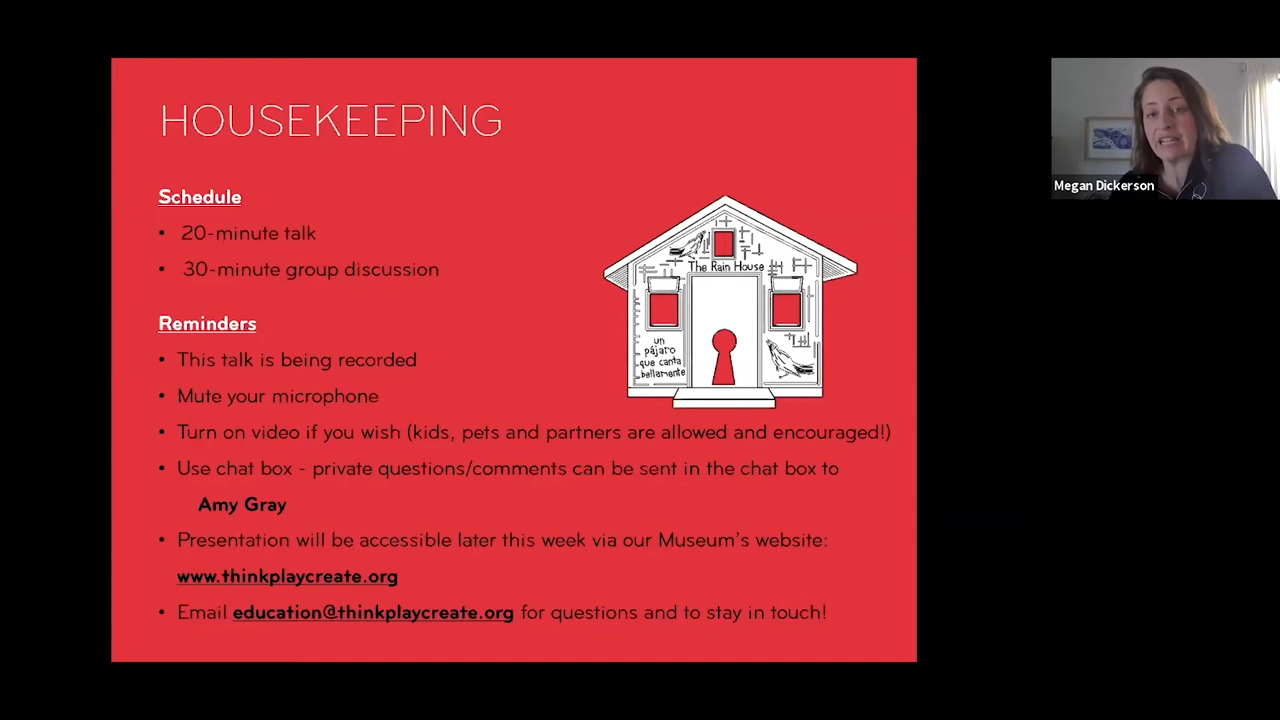 HOUSEKEEPING
Schedule
• 20-minute talk
• 30-minute group discussion
Reminders
• This talk is being recorded
• Mute your microphone
• Turn on video if you wish (kids, pets and partners are allowed and encouraged!)
• Use chat box - private questions/comments can be sent in the chat box to
Amy Gray
• Presentation will be accessible later this week via our Museum's website:
www.thinkplaycreate.org
• Email education@thinkplaycreate.org for questions and to stay in touch!
The Rain House
un
pájaro
que canta
bellamente
Megan Dickerson